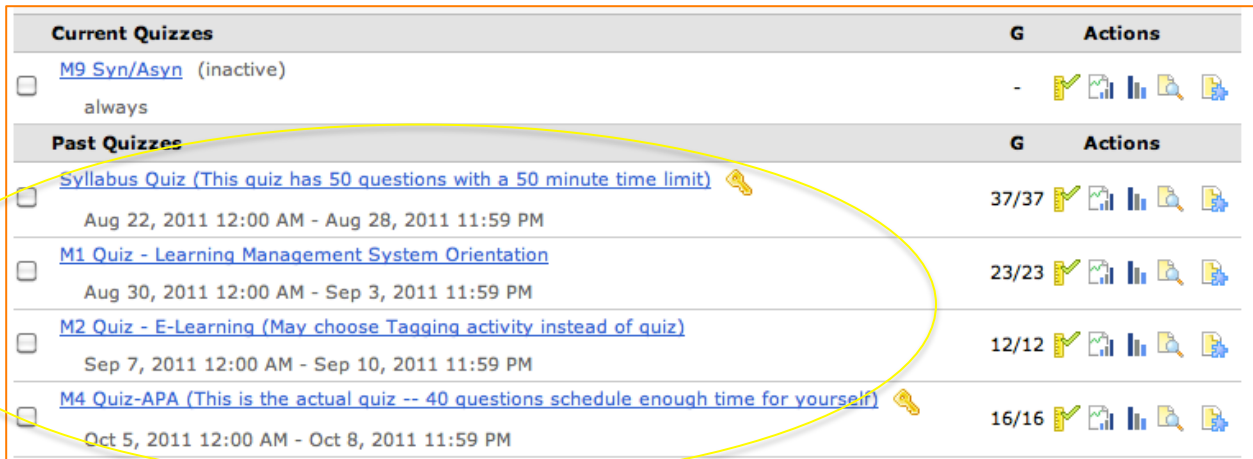 Current Quizzes G Actions
M9 Syn/Asyn (inactive) -
always
Past Quizzes G Actions
Syllabus Quiz (This quiz has 50 questions with a 50 minute time limit) 37/37
Aug 22, 2011 12:00 AM - Aug 28, 2011 11:59 PM
M1 Quiz - Learning Management System Orientation 23/23
Aug 30, 2011 12:00 AM - Sep 3, 2011 11:59 PM
M2 Quiz - E-Learning (May choose Tagging activity instead of quiz) 12/12
Sep 7, 2011 12:00 AM - Sep 10, 2011 11:59 PM
M4 Quiz-APA (This is the actual quiz -- 40 questions schedule enough time for yourself) 16/16
Oct 5, 2011 12:00 AM - Oct 8, 2011 11:59 PM